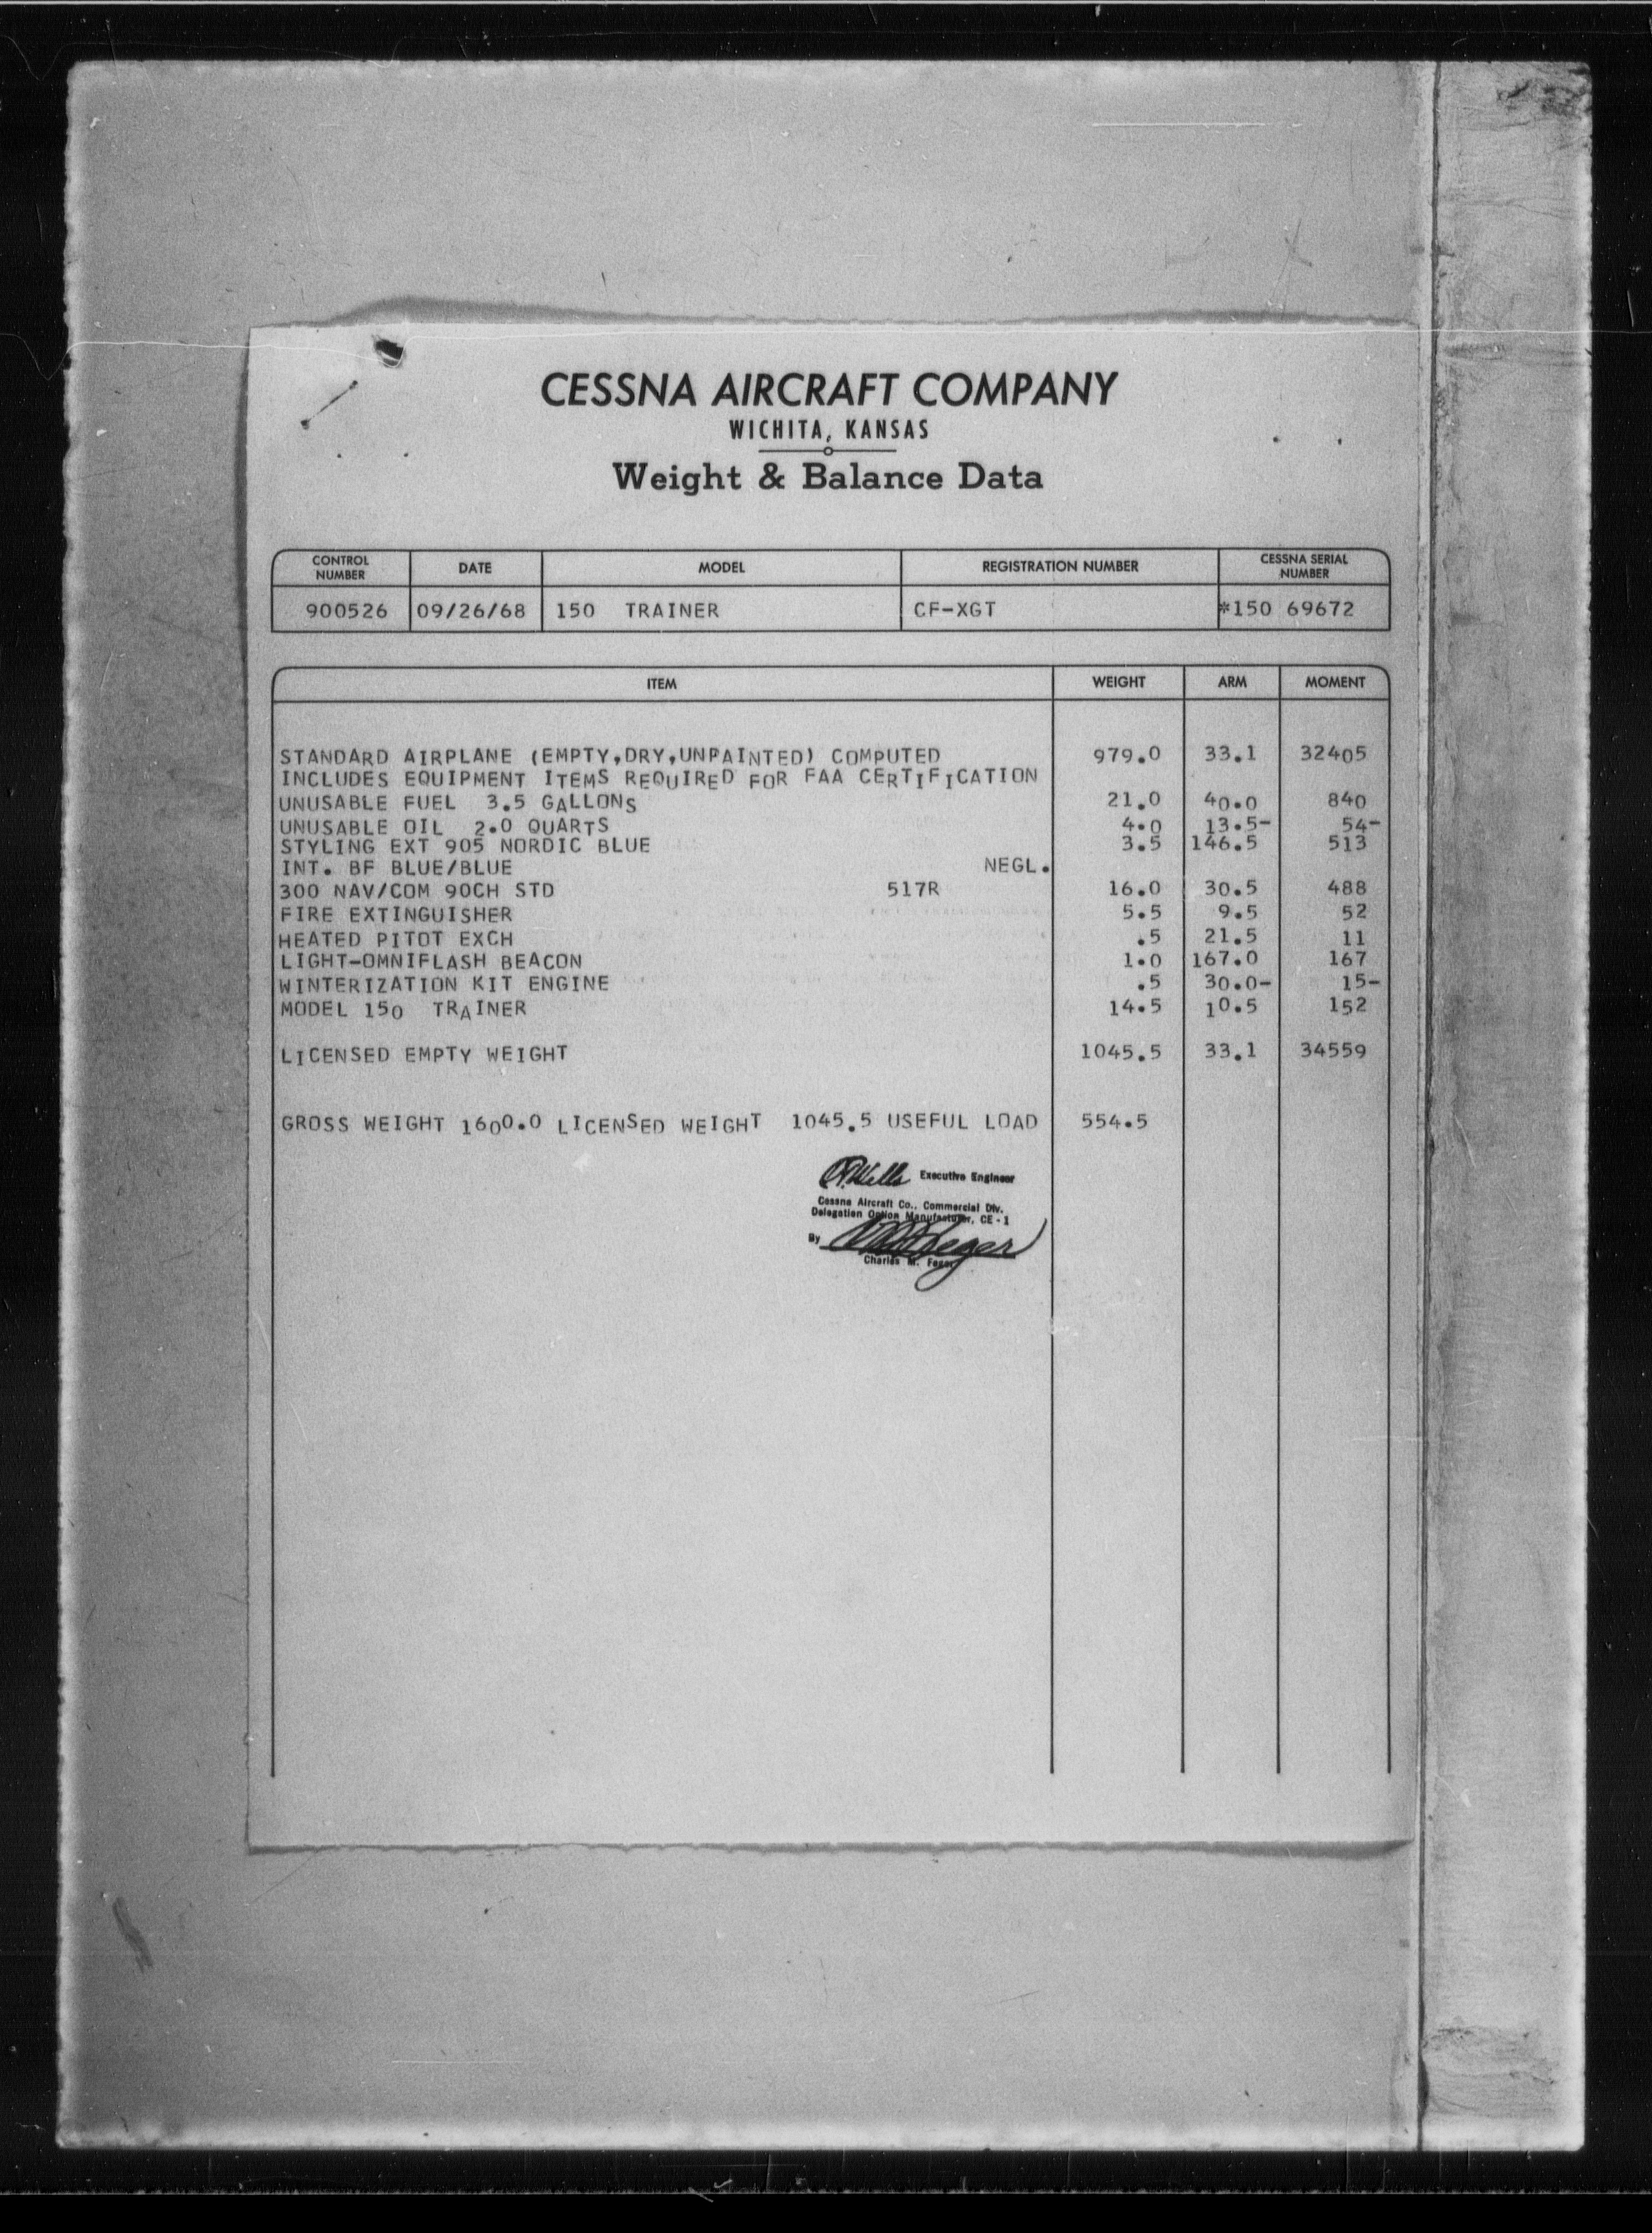 CESSNA AIRCRAFT COMPANY
WICHITA, KANSAS
Weight & Balance Data
CONTROL NUMBER DATE MODEL REGISTRATION NUMBER CESSNA SERIAL NUMBER
900526 09/26/68 150 TRAINER CF-XGT *150 69672
ITEM WEIGHT ARM MOMENT
STANDARD AIRPLANE (EMPTY,DRY,UNPAINTED) COMPUTED 979.0 33.1 32405
INCLUDES EQUIPMENT ITEMS REQUIRED FOR FAA CERTIFICATION
UNUSABLE FUEL 3.5 GALLONS 21.0 40.0 840
UNUSABLE OIL 2.0 QUARTS 4.0 13.5- 54-
STYLING EXT 905 NORDIC BLUE 3.5 146.5 513
INT. BF BLUE/BLUE NEGL.
300 NAV/COM 90CH STD 517R 16.0 30.5 488
FIRE EXTINGUISHER 5.5 9.5 52
HEATED PITOT EXCH .5 21.5 11
LIGHT-OMNIFLASH BEACON 1.0 167.0 167
WINTERIZATION KIT ENGINE .5 30.0- 15-
MODEL 150 TRAINER 14.5 10.5 152
LICENSED EMPTY WEIGHT 1045.5 33.1 34559
GROSS WEIGHT 1600.0 LICENSED WEIGHT 1045.5 USEFUL LOAD 554.5
Executive Engineer
Cessna Aircraft Co., Commercial Div.
Delegation Option Manufacturer, CE-1
By
Charles M. Feger